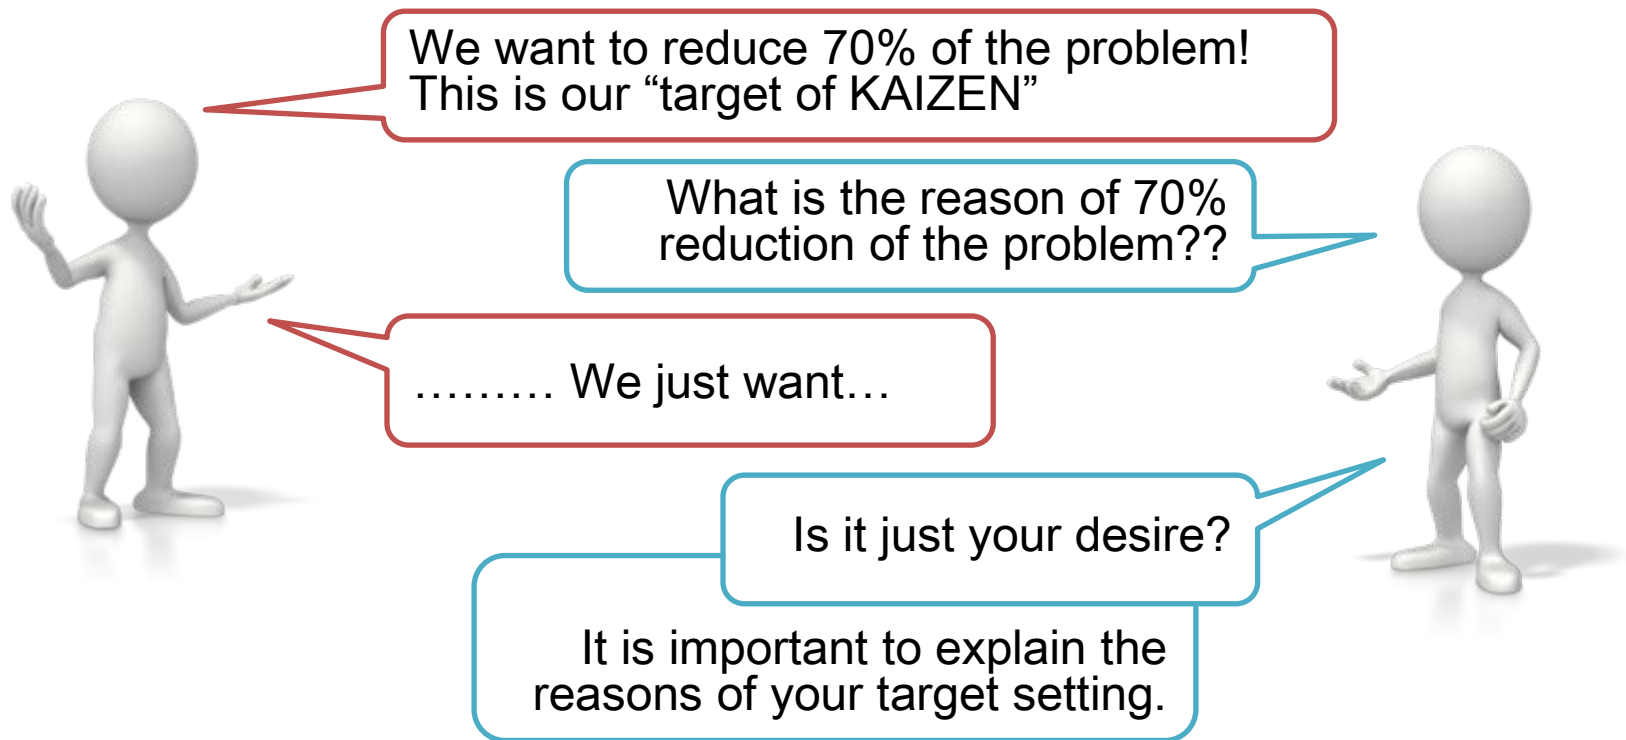 We want to reduce 70% of the problem!
This is our “target of KAIZEN”
What is the reason of 70%
reduction of the problem??
……… We just want…
Is it just your desire?
It is important to explain the
reasons of your target setting.